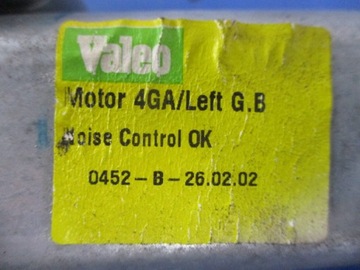 Valeo
Motor 4GA/Left G.B
Noise Control OK
0452-B-26.02.02